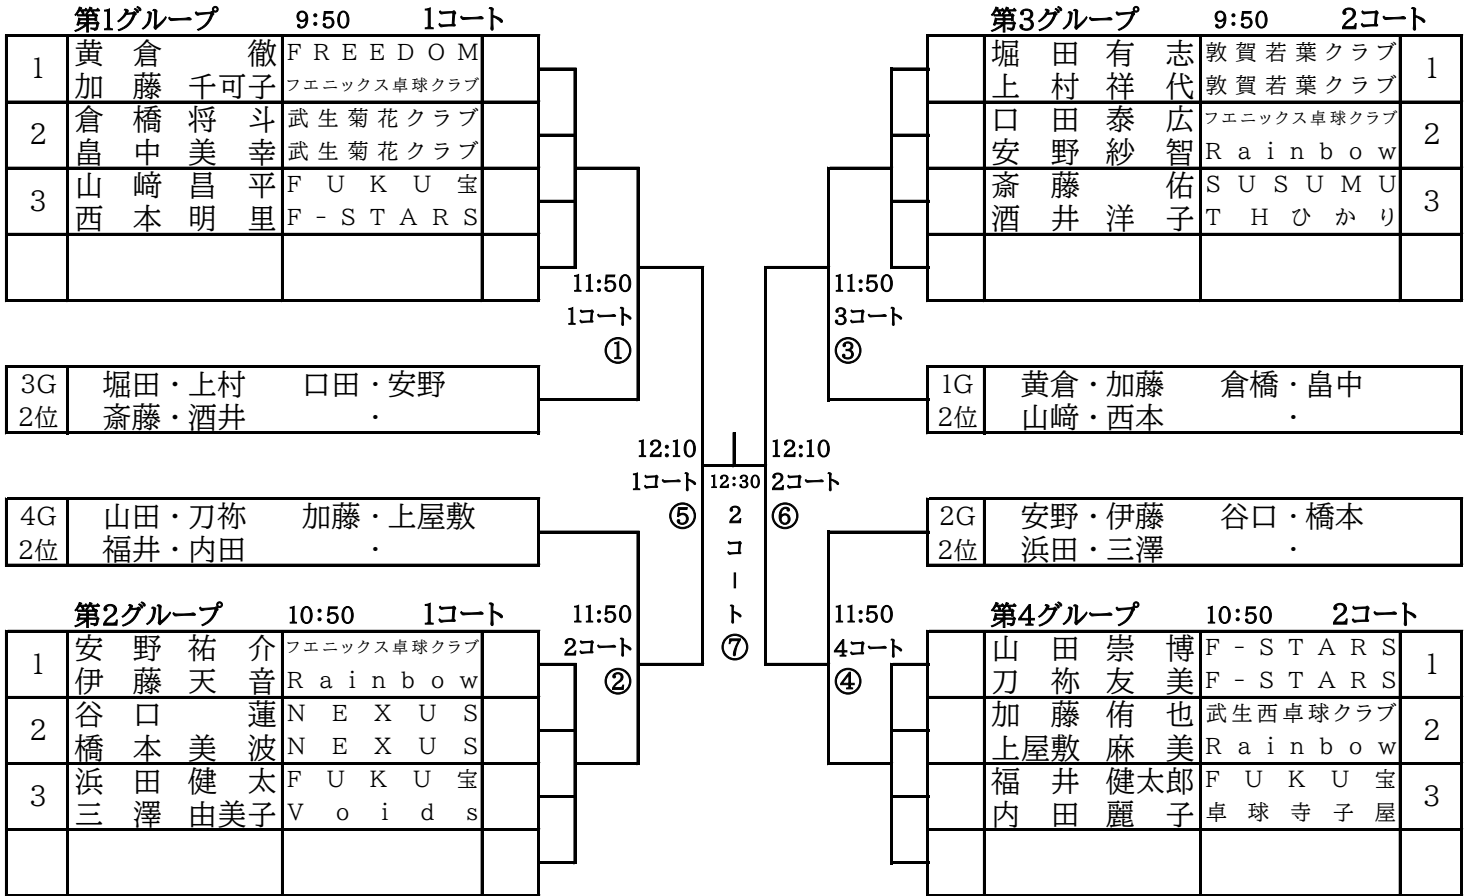 第1グループ 9:50 1コート
1 黄倉 徹 FREEDOM
加藤千可子 フエニックス卓球クラブ
2 倉橋将斗 武生菊花クラブ
畠中美幸 武生菊花クラブ
3 山﨑昌平 FUKU宝
西本明里 F-STARS
11:50
1コート
①
3G 堀田・上村 口田・安野
2位 斎藤・酒井 ・
4G 山田・刀祢 加藤・上屋敷
2位 福井・内田 ・
第2グループ 10:50 1コート
1 安野祐介 フエニックス卓球クラブ
伊藤天音 Rainbow
2 谷口 蓮 NEXUS
橋本美波 NEXUS
3 浜田健太 FUKU宝
三澤由美子 Voids
11:50
2コート
②
12:10
1コート
⑤
12:30
2コート
⑦
12:10
2コート
⑥
第3グループ 9:50 2コート
堀田有志 敦賀若葉クラブ 1
上村祥代 敦賀若葉クラブ
口田泰広 フエニックス卓球クラブ 2
安野紗智 Rainbow
斎藤 佑 SUSUMU 3
酒井洋子 THひかり
11:50
3コート
③
1G 黄倉・加藤 倉橋・畠中
2位 山﨑・西本 ・
2G 安野・伊藤 谷口・橋本
2位 浜田・三澤 ・
第4グループ 10:50 2コート
11:50
4コート
④
山田崇博 F-STARS 1
刀祢友美 F-STARS
加藤侑也 武生西卓球クラブ 2
上屋敷麻美 Rainbow
福井健太郎 FUKU宝 3
内田麗子 卓球寺子屋